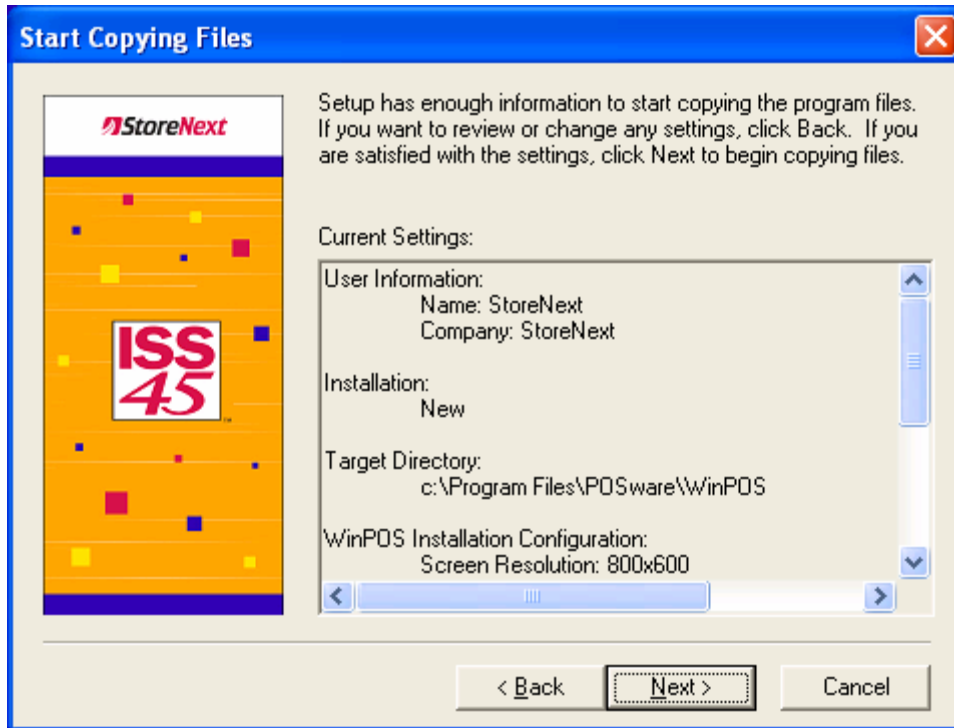 Start Copying Files
StoreNext
ISS
45
Setup has enough information to start copying the program files.
If you want to review or change any settings, click Back. If you
are satisfied with the settings, click Next to begin copying files.
Current Settings:
User Information:
Name: StoreNext
Company: StoreNext
Installation:
New
Target Directory:
c:\Program Files\POSware\WinPOS
WinPOS Installation Configuration:
Screen Resolution: 800x600
< Back
Next >
Cancel